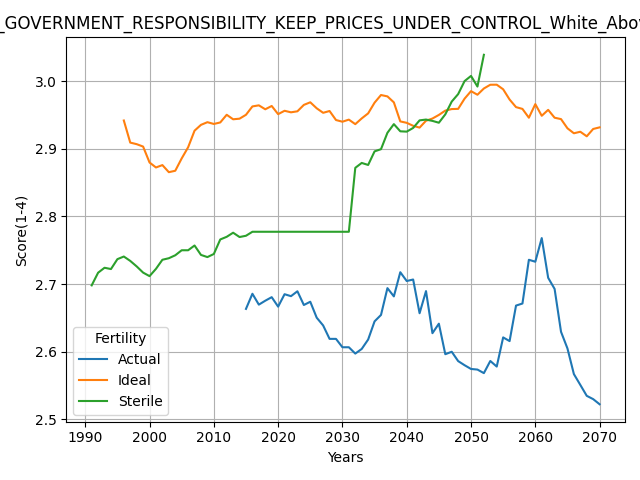 _GOVERNMENT_RESPONSIBILITY_KEEP_PRICES_UNDER_CONTROL_White_Abo
Score(1-4)
3.0
2.9
2.8
2.7
2.6
2.5
Fertility
Actual
Ideal
Sterile
1990 2000 2010 2020 2030 2040 2050 2060 2070
Years